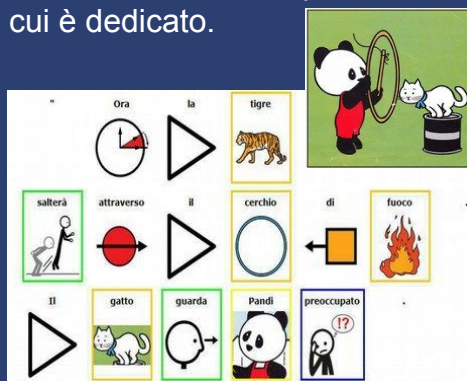 cui è dedicato.
" Ora la tigre
salterà attraverso il cerchio di fuoco .
!?
Il gatto guarda Pandi preoccupato .